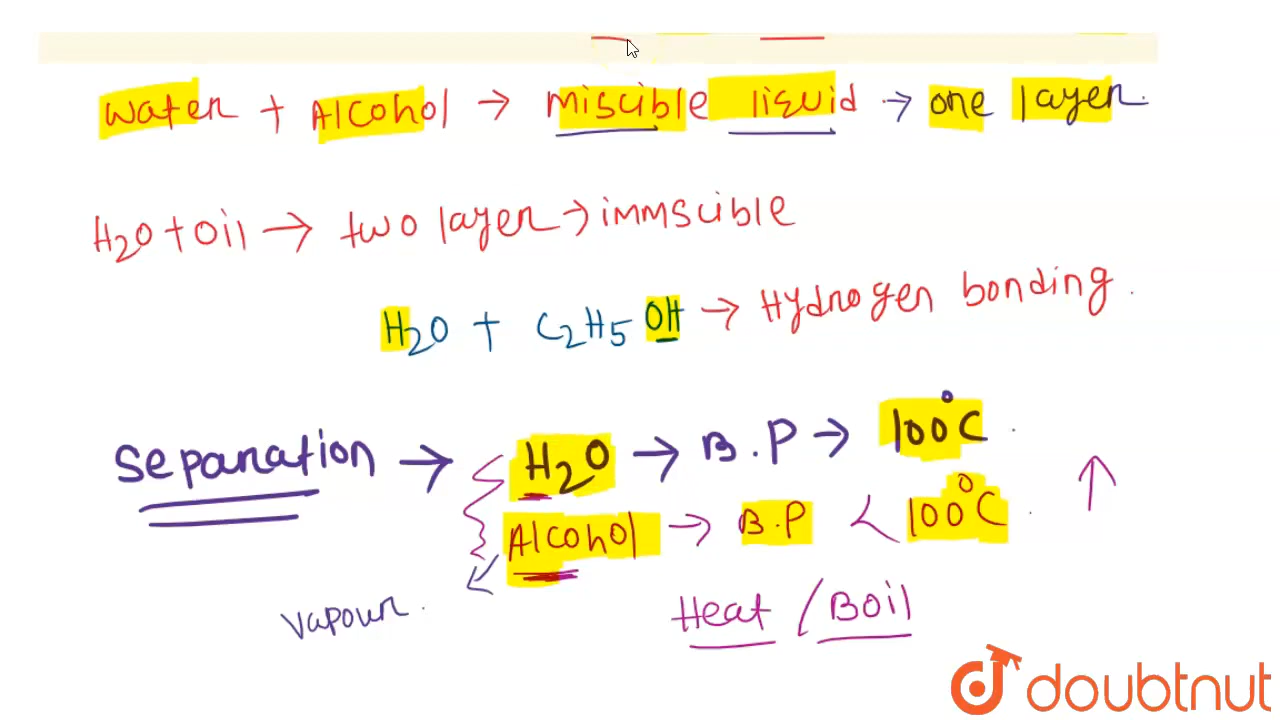 Water + Alcohol → miscible liquid → one layer.
H2O + Oil → two layer → immscible
H2O + C2H5OH → Hydrogen bonding.
Separation → H2O → B.P → 100°C.
Alcohol → B.P < 100°C. ↑
Vapour.
Heat / Boil
doubtnut